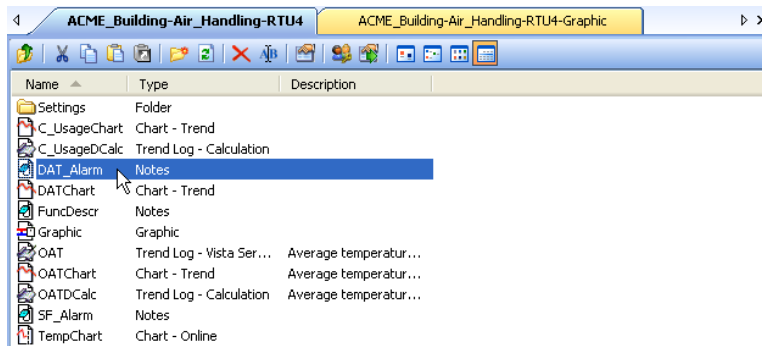 ACME_Building-Air_Handling-RTU4 ACME_Building-Air_Handling-RTU4-Graphic
Name Type Description
Settings Folder
C_UsageChart Chart - Trend
C_UsageDCalc Trend Log - Calculation
DAT_Alarm Notes
DATChart Chart - Trend
FuncDescr Notes
Graphic Graphic
OAT Trend Log - Vista Ser... Average temperatur...
OATChart Chart - Trend Average temperatur...
OATDCalc Trend Log - Calculation Average temperatur...
SF_Alarm Notes
TempChart Chart - Online